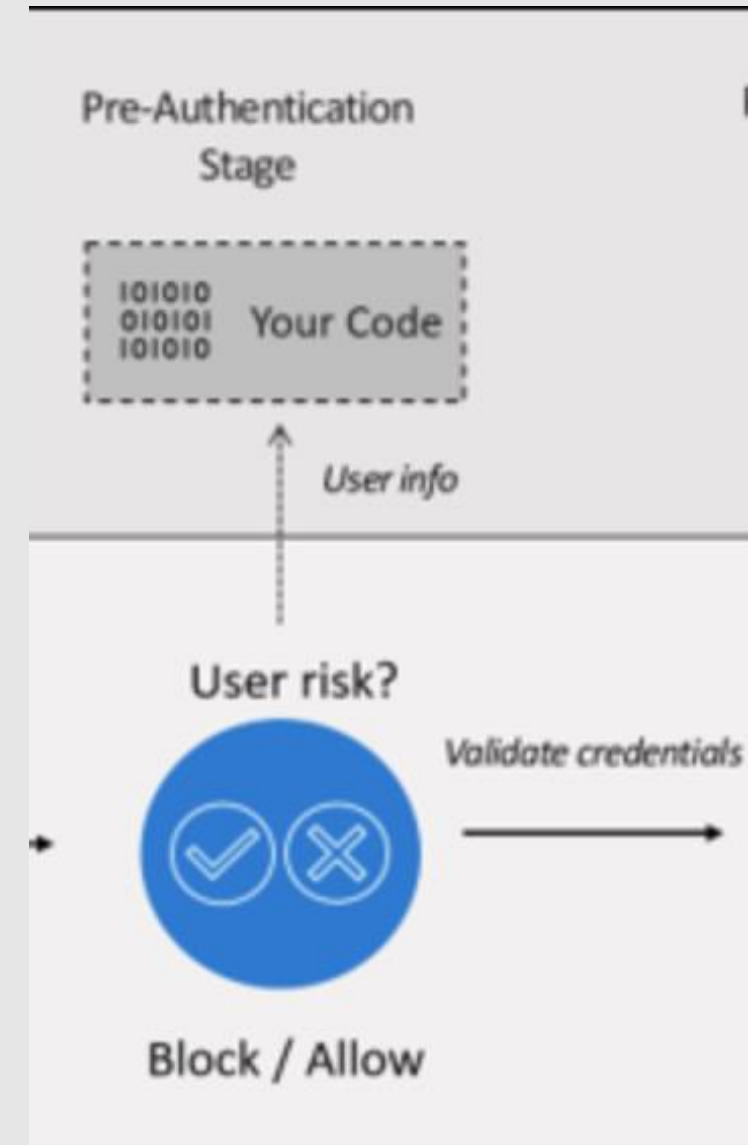 Pre-Authentication
Stage
101010
010101
101010
Your Code
User info
User risk?
Validate credentials
Block / Allow